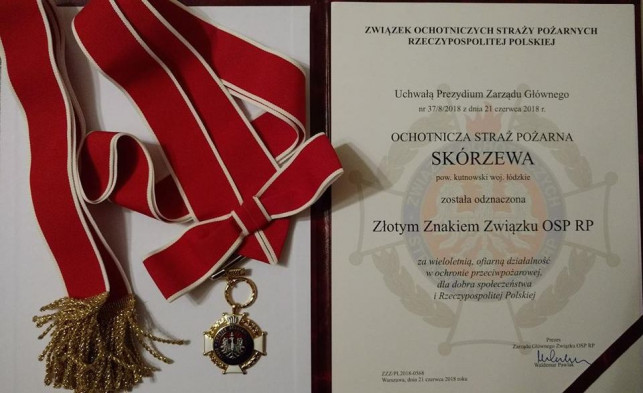 ZWIĄZEK OCHOTNICZYCH STRAŻY POŻARNYCH
RZECZYPOSPOLITEJ POLSKIEJ
Uchwałą Prezydium Zarządu Głównego
nr 37/8/2018 z dnia 21 czerwca 2018 r.
OCHOTNICZA STRAŻ POŻARNA
SKÓRZEWA
pow. kutnowski woj. łódzkie
została odznaczona
Złotym Znakiem Związku OSP RP
za wieloletnią, ofiarną działalność
w ochronie przeciwpożarowej,
dla dobra społeczeństwa
i Rzeczypospolitej Polskiej
Prezes
Zarządu Głównego Związku OSP RP
Waldemar Pawlak
ZZZ/PL2018-0368
Warszawa, dnia 21 czerwca 2018 roku